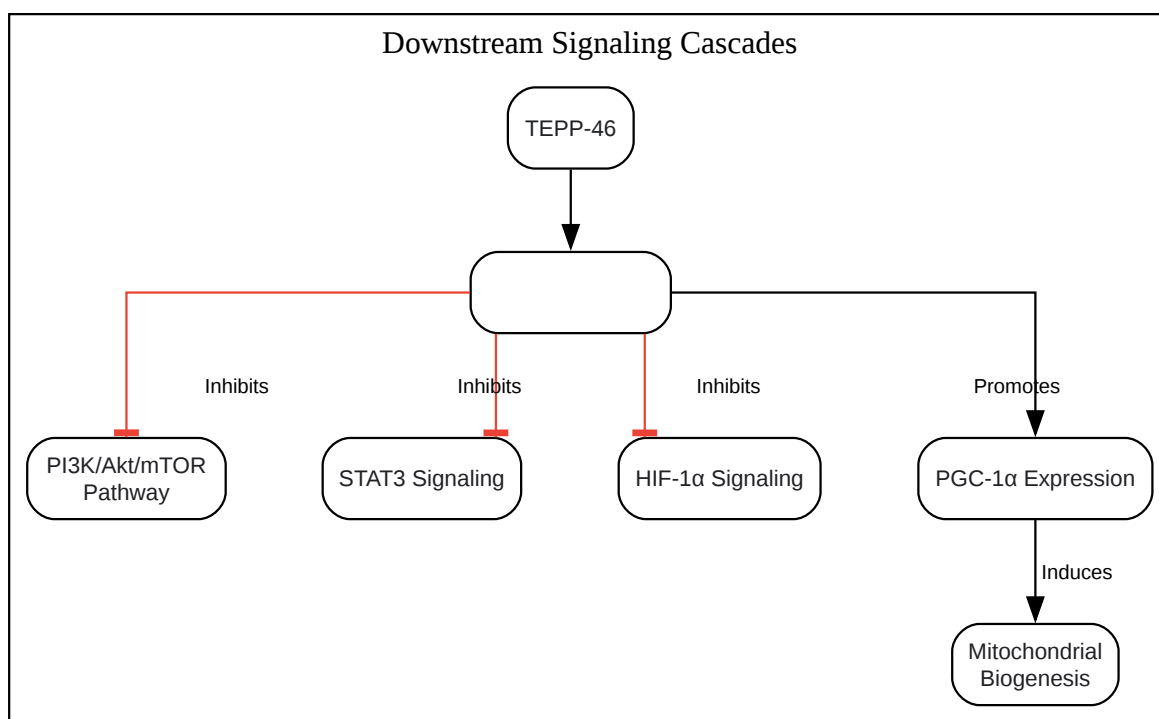 Downstream Signaling Cascades
TEPP-46
Inhibits
Inhibits
Inhibits
Promotes
PI3K/Akt/mTOR
Pathway
STAT3 Signaling
HIF-1α Signaling
PGC-1α Expression
Induces
Mitochondrial
Biogenesis